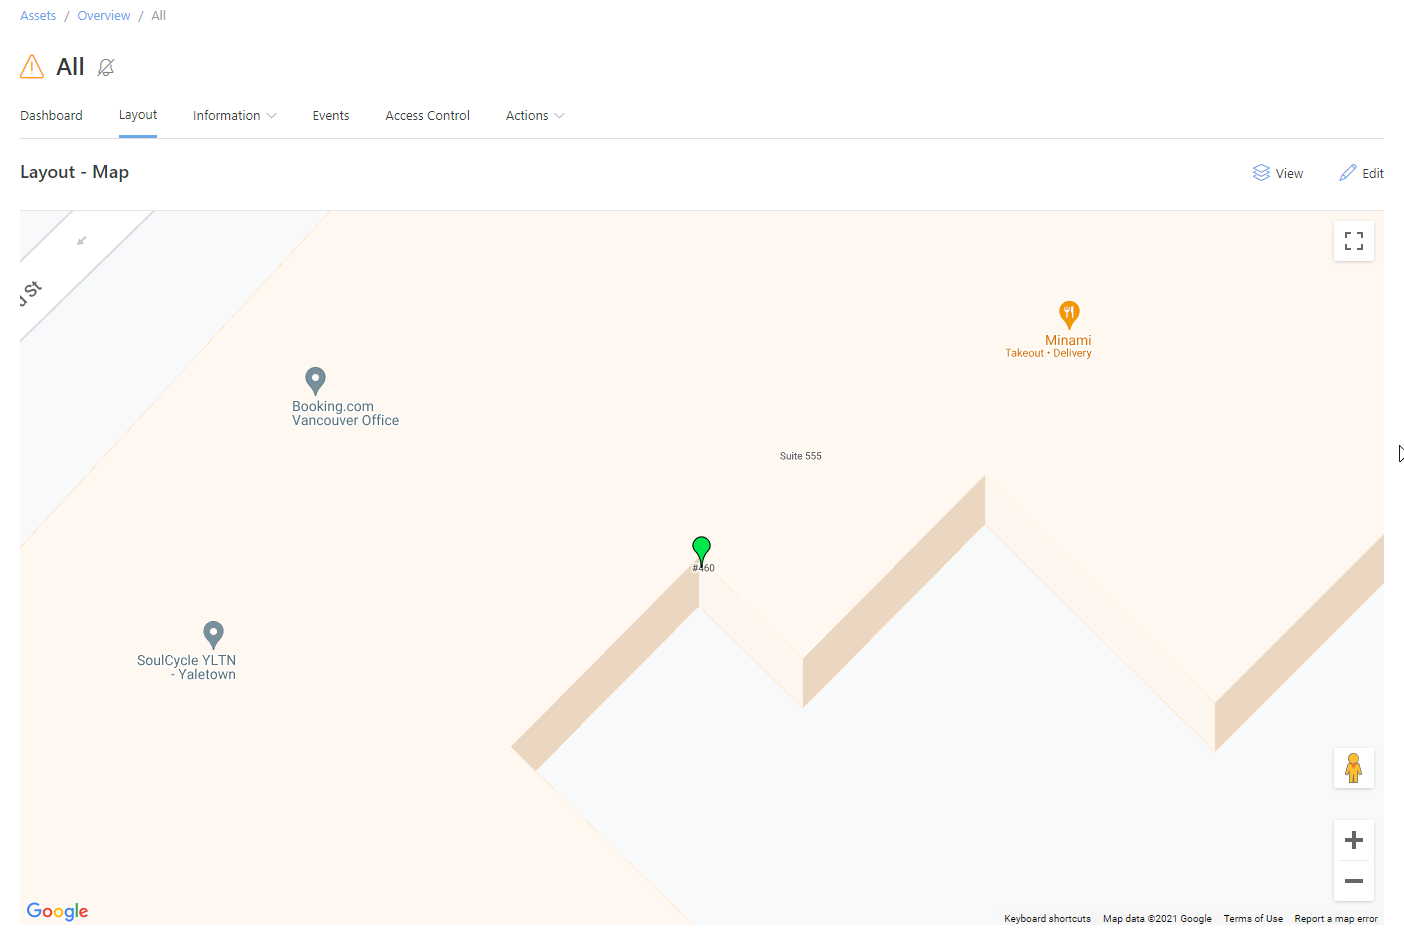 Assets / Overview / All
All
Dashboard Layout Information Events Access Control Actions
Layout - Map
View Edit
St
Minami
Takeout • Delivery
Booking.com
Vancouver Office
Suite 555
#460
SoulCycle YLTN
- Yaletown
Google
Keyboard shortcuts Map data ©2021 Google Terms of Use Report a map error